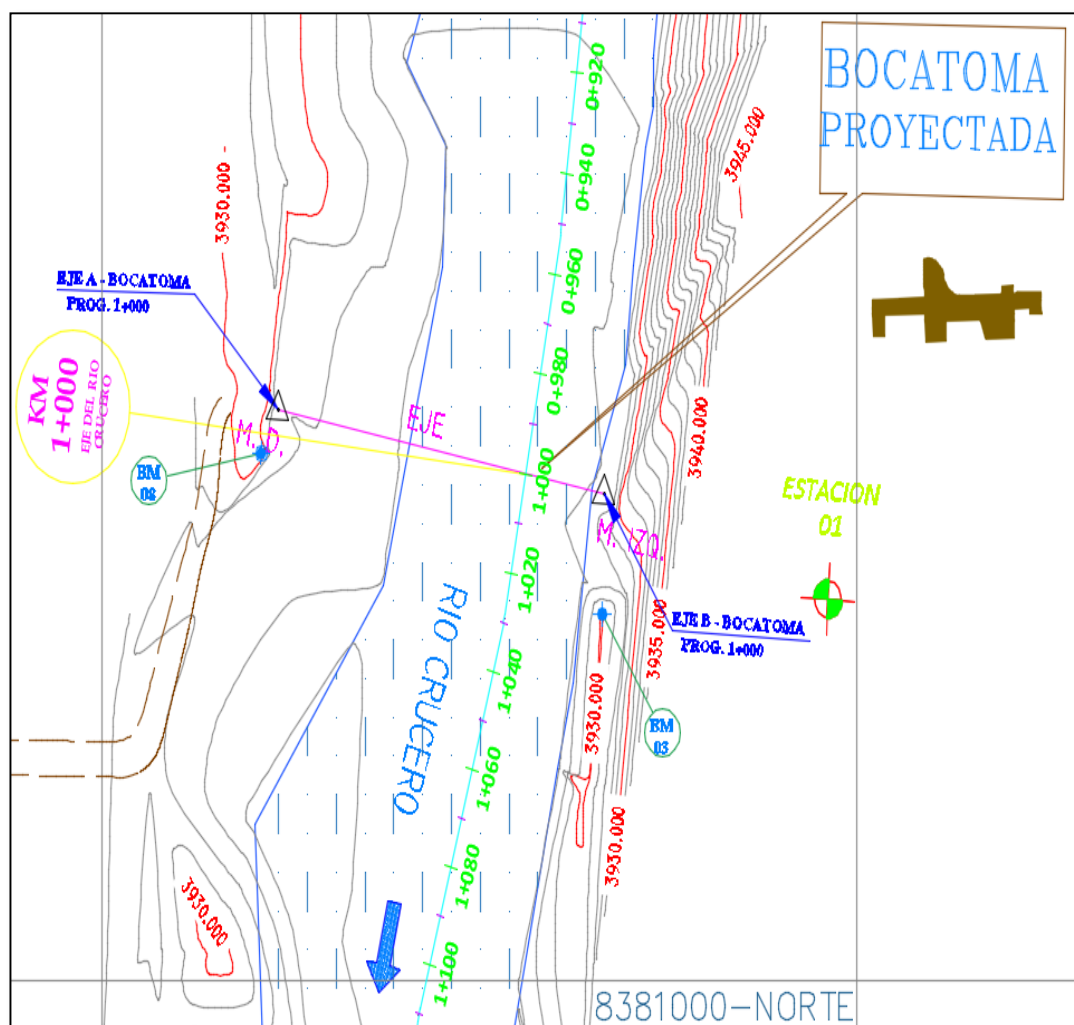 BOCATOMA
PROYECTADA
0+920
0+940
0+960
0+980
1+000
1+020
1+040
1+060
1+080
1+100
3945.000
3930.000
EJE A - BOCATOMA
PROG. 1+000
KM
1+000
EJE DEL RIO
CRUCERO
M. D.
EJE
BM
08
3940.000
ESTACION
01
M. IZQ.
EJE B - BOCATOMA
PROG. 1+000
3935.000
RIO CRUCERO
3930.000
BM
03
3930.000
3930.000
8381000-NORTE